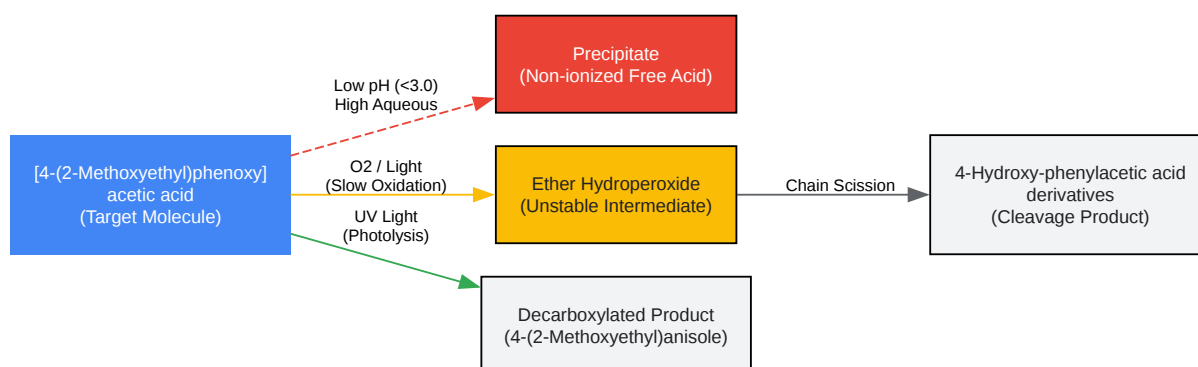 Precipitate
(Non-ionized Free Acid)
Low pH (<3.0)
High Aqueous
[4-(2-Methoxyethyl)phenoxy]
acetic acid
(Target Molecule)
O2 / Light
(Slow Oxidation)
Ether Hydroperoxide
(Unstable Intermediate)
Chain Scission
4-Hydroxy-phenylacetic acid
derivatives
(Cleavage Product)
UV Light
(Photolysis)
Decarboxylated Product
(4-(2-Methoxyethyl)anisole)